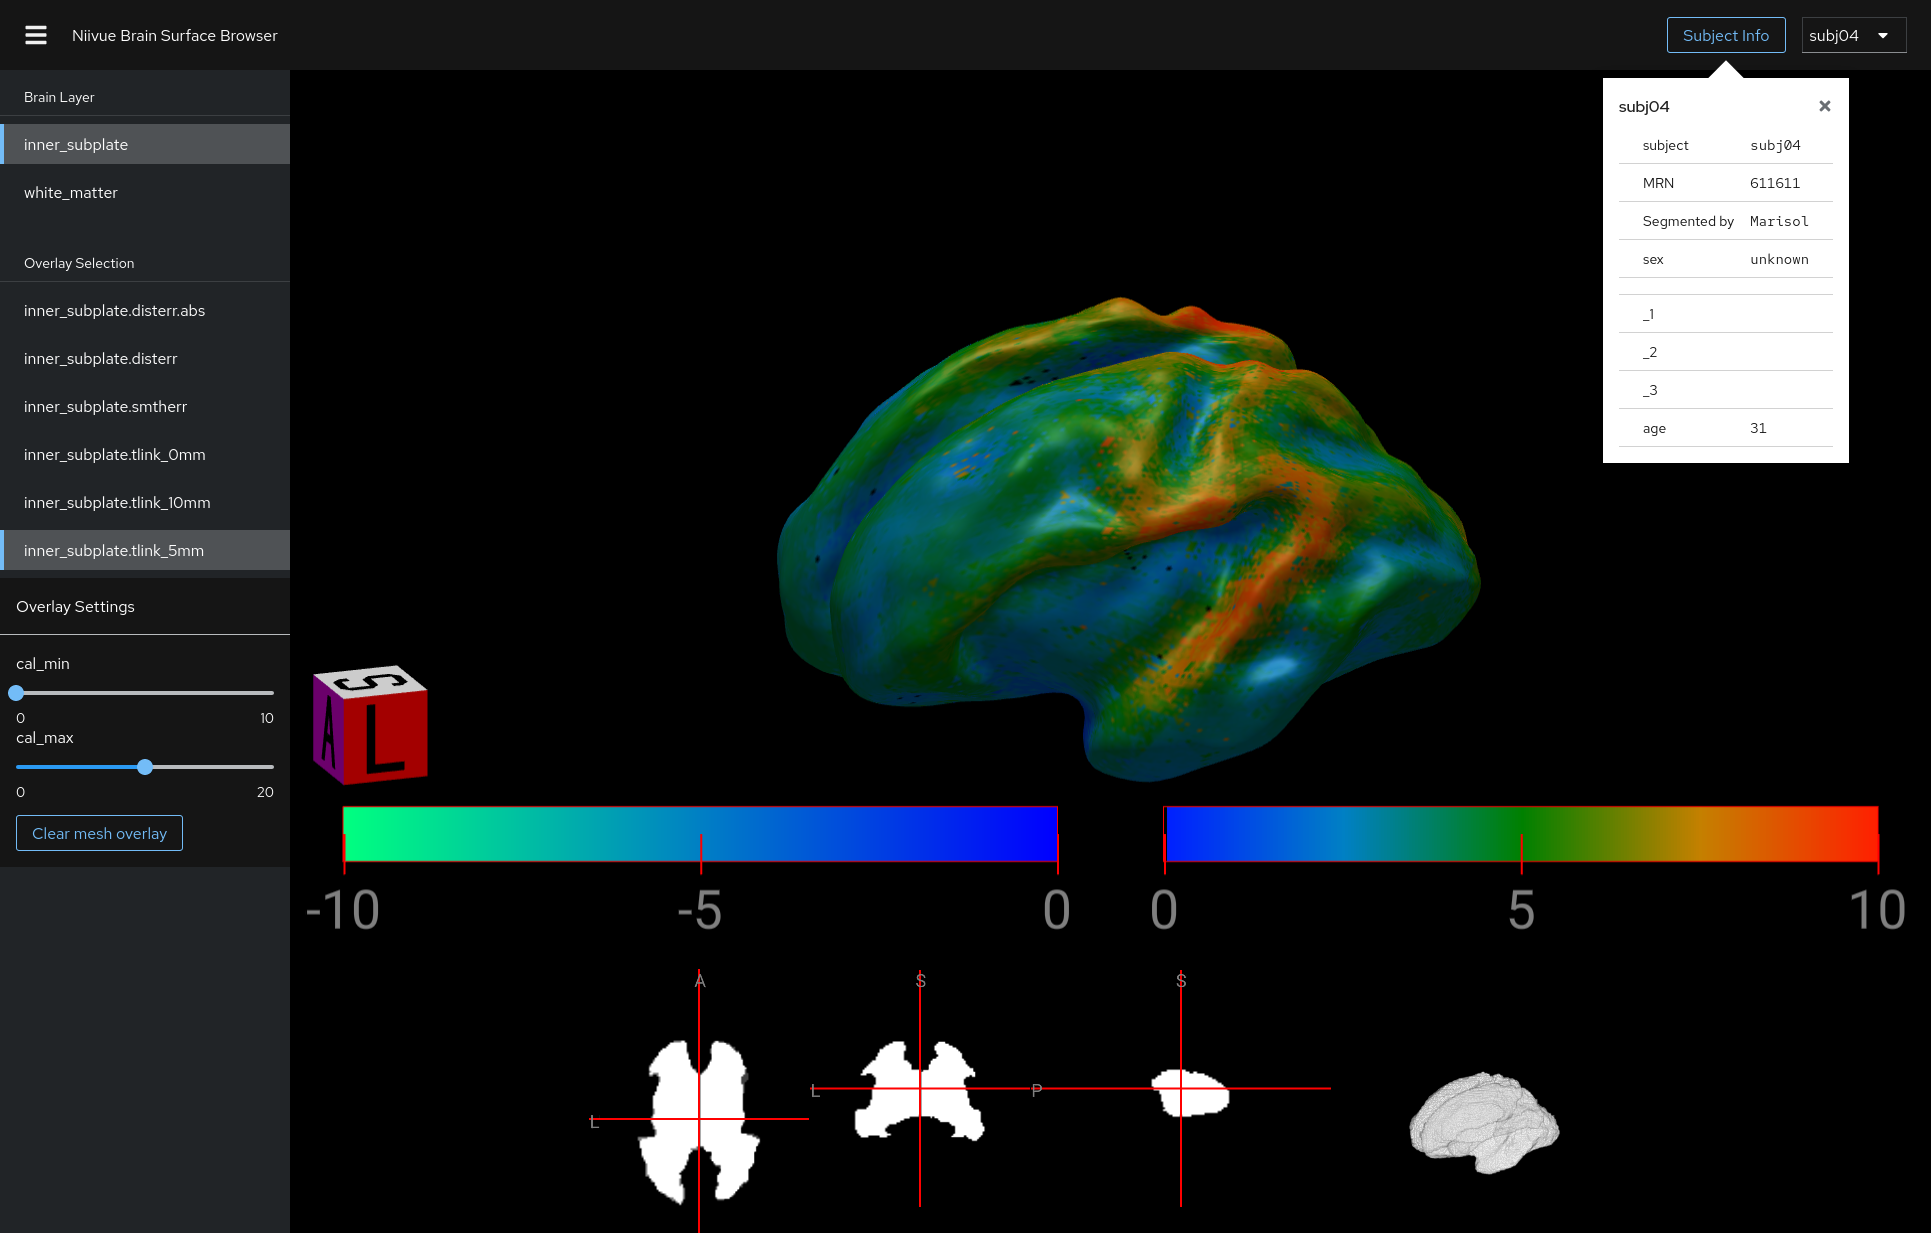 Niivue Brain Surface Browser
Subject Info
subj04
Brain Layer
inner_subplate
white_matter
Overlay Selection
inner_subplate.disterr.abs
inner_subplate.disterr
inner_subplate.smtherr
inner_subplate.tlink_0mm
inner_subplate.tlink_10mm
inner_subplate.tlink_5mm
Overlay Settings
cal_min
0 10
cal_max
0 20
Clear mesh overlay
subj04
subject subj04
MRN 611611
Segmented by Marisol
sex unknown
_1
_2
_3
age 31
S
A L
-10 -5 0
0 5 10
A
L
S
L
S
P